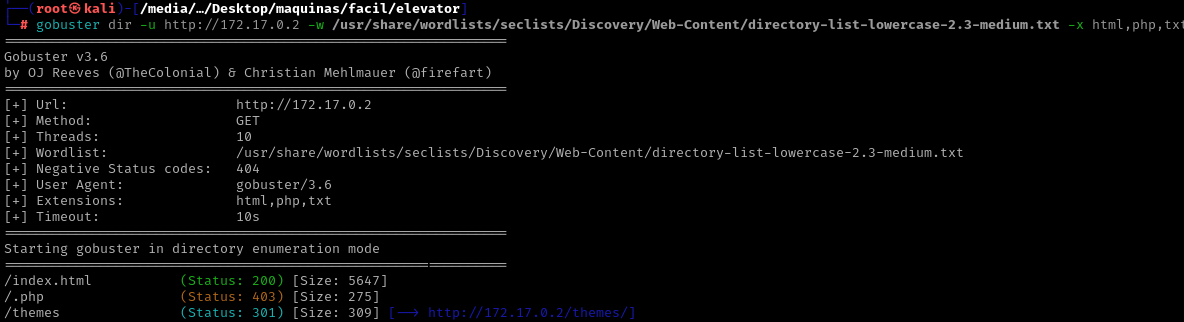 ┌──(root㉿kali)-[/media/…/Desktop/maquinas/facil/elevator]
└─# gobuster dir -u http://172.17.0.2 -w /usr/share/wordlists/seclists/Discovery/Web-Content/directory-list-lowercase-2.3-medium.txt -x html,php,txt
===============================================================
Gobuster v3.6
by OJ Reeves (@TheColonial) & Christian Mehlmauer (@firefart)
===============================================================
[+] Url:                     http://172.17.0.2
[+] Method:                  GET
[+] Threads:                 10
[+] Wordlist:                /usr/share/wordlists/seclists/Discovery/Web-Content/directory-list-lowercase-2.3-medium.txt
[+] Negative Status codes:   404
[+] User Agent:              gobuster/3.6
[+] Extensions:              html,php,txt
[+] Timeout:                 10s
===============================================================
Starting gobuster in directory enumeration mode
===============================================================
/index.html           (Status: 200) [Size: 5647]
/.php                 (Status: 403) [Size: 275]
/themes               (Status: 301) [Size: 309] [--> http://172.17.0.2/themes/]